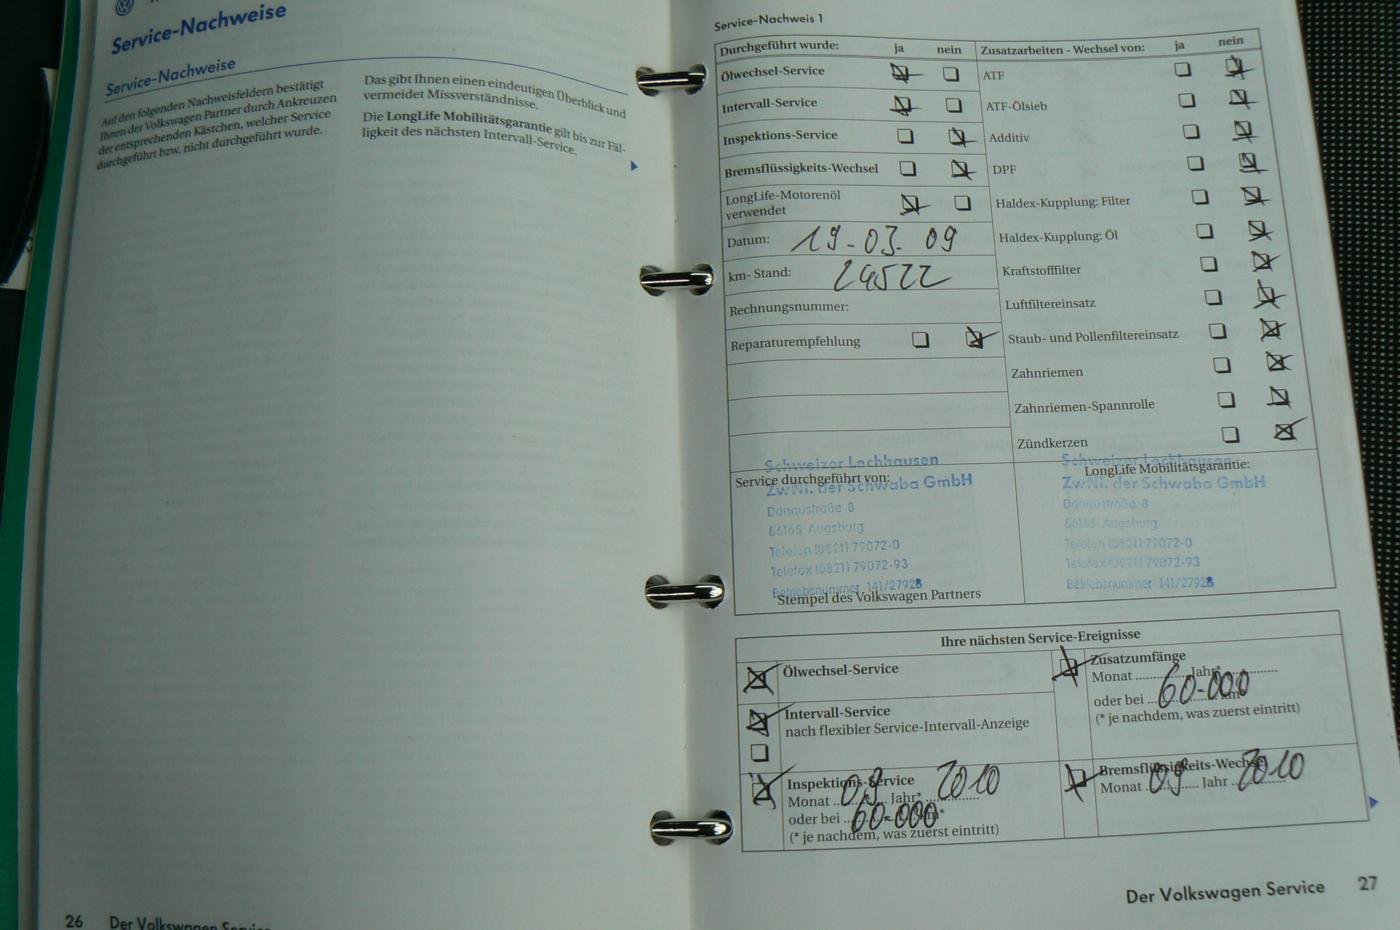 Service-Nachweise
Service-Nachweise
Auf den folgenden Nachweisfeldern bestätigt
Ihnen der Volkswagen Partner durch Ankreuzen
der entsprechenden Kästchen, welcher Service
durchgeführt bzw. nicht durchgeführt wurde.
Das gibt Ihnen einen eindeutigen Überblick und
vermeidet Missverständnisse.
Die LongLife Mobilitätsgarantie gilt bis zur Fäl-
ligkeit des nächsten Intervall-Service.
26 Der Volkswagen Service
Service-Nachweis 1
Durchgeführt wurde: ja nein
Ölwechsel-Service
Intervall-Service
Inspektions-Service
Bremsflüssigkeits-Wechsel
LongLife-Motorenöl
verwendet
Datum: 19-03-09
km-Stand: 24522
Rechnungsnummer:
Reparaturempfehlung
Zusatzarbeiten - Wechsel von: ja nein
ATF
ATF-Ölsieb
Additiv
DPF
Haldex-Kupplung: Filter
Haldex-Kupplung: Öl
Kraftstofffilter
Luftfiltereinsatz
Staub- und Pollenfiltereinsatz
Zahnriemen
Zahnriemen-Spannrolle
Zündkerzen
Schweizer Lechhausen
Service durchgeführt von:
ZwNl. der Schwaba GmbH
Donaustraße 8
86165 Augsburg
Telefon (0821) 79072-0
Telefax (0821) 79072-93
Betriebsnummer 141/27928
Stempel des Volkswagen Partners
Schweizer Lechhausen
LongLife Mobilitätsgarantie:
ZwNl. der Schwaba GmbH
Donaustraße 8
86165 Augsburg
Telefon (0821) 79072-0
Telefax (0821) 79072-93
Betriebsnummer 141/27928
Ihre nächsten Service-Ereignisse
Ölwechsel-Service
Intervall-Service
nach flexibler Service-Intervall-Anzeige
Inspektions-Service
Monat 09 Jahr* 2010
oder bei 60-000 km*
(* je nachdem, was zuerst eintritt)
Zusatzumfänge
Monat .......... Jahr* ..........
oder bei 60-000 km*
(* je nachdem, was zuerst eintritt)
Bremsflüssigkeits-Wechsel
Monat 09 Jahr 2010
Der Volkswagen Service 27